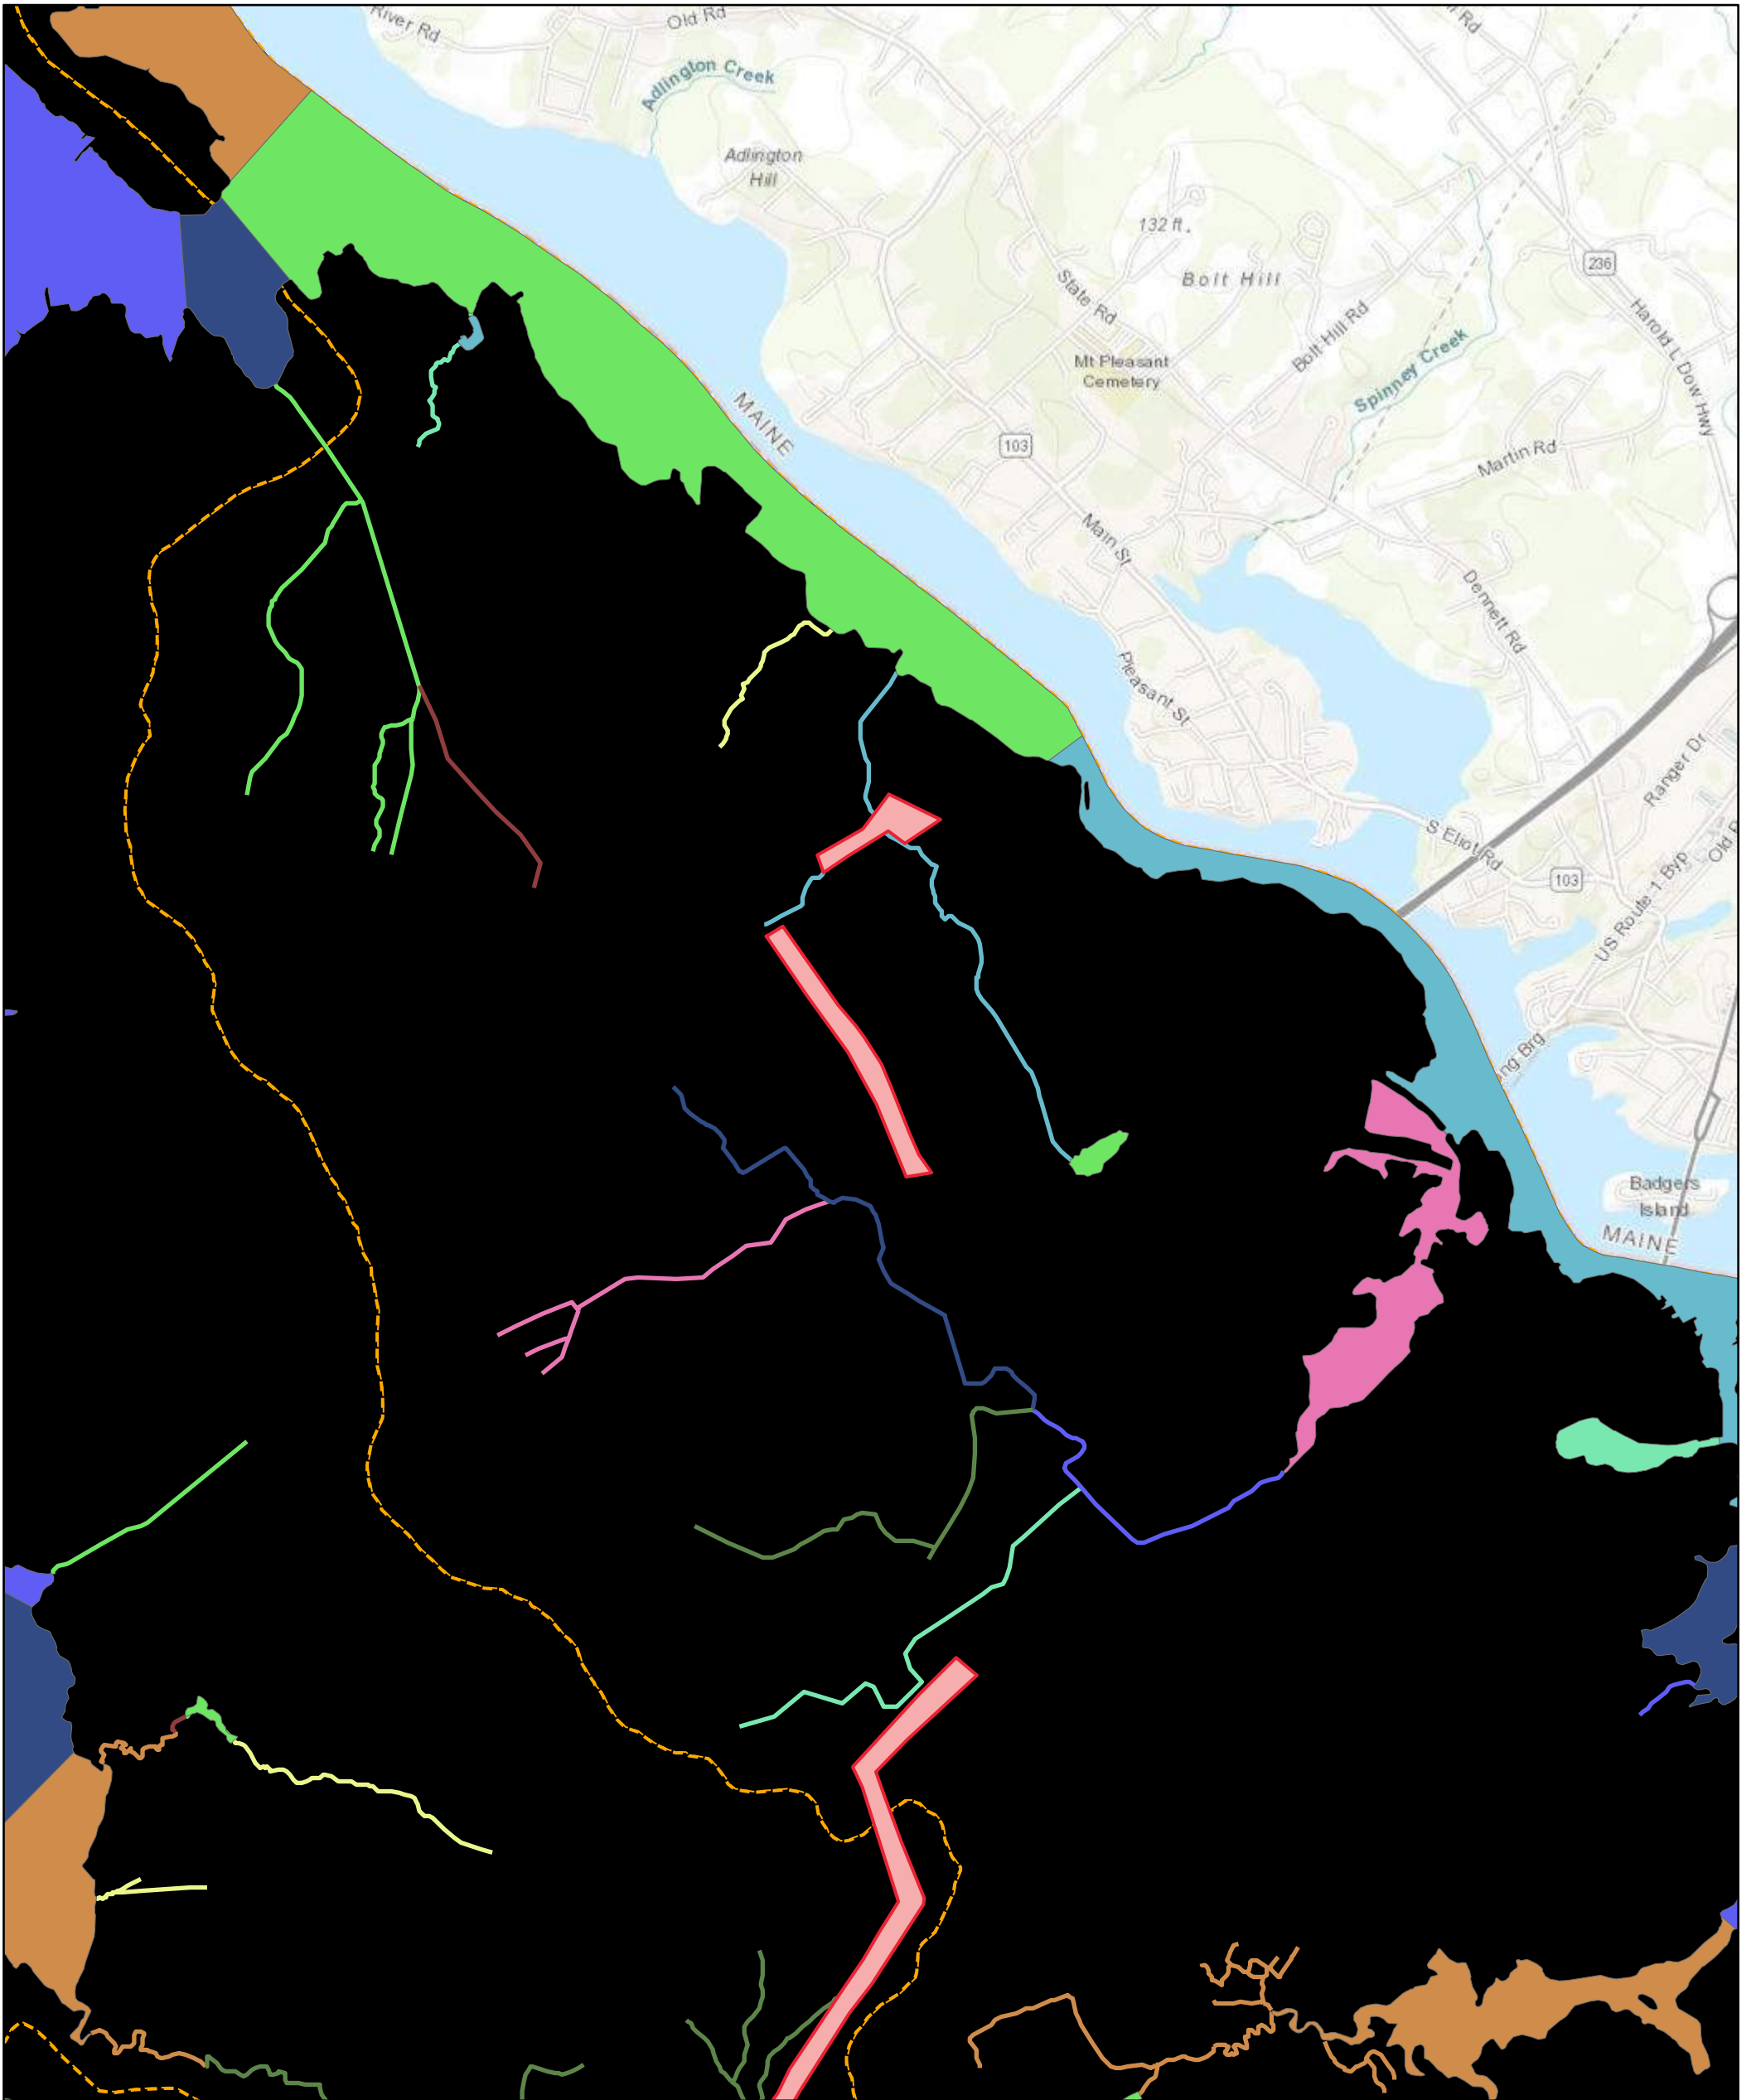 River Rd
Old Rd
Adlington Creek
Adlington
Hill
132 ft.
Bolt Hill
236
State Rd
Bolt Hill Rd
Harold L Dow Hwy
Mt Pleasant
Cemetery
Spinney Creek
MAINE
103
Martin Rd
Main St
Dennett Rd
Pleasant St
Ranger Dr
S Eliot Rd
103
US Route 1 Byp
Old
Brg
Badgers
Island
MAINE